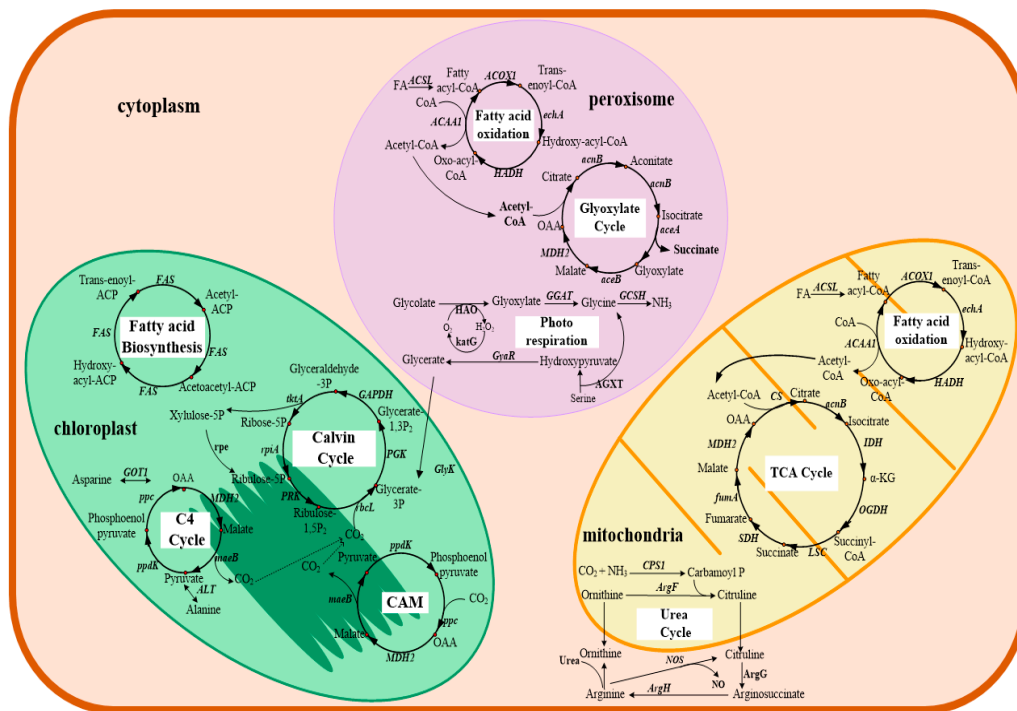 cytoplasm
peroxisome
FA
ACSL
Fatty
acyl-CoA
ACOX1
Trans-
enoyl-CoA
CoA
ACAA1
Fatty acid
oxidation
echA
Acetyl-CoA
Oxo-acyl-
CoA
HADH
Hydroxy-acyl-CoA
acnB
Citrate
Aconitate
acnB
Acetyl-
CoA
OAA
Glyoxylate
Cycle
Isocitrate
aceA
Succinate
MDH2
Malate
aceB
Glyoxylate
Glycolate
Glyoxylate
GGAT
Glycine
GCSH
NH3
HAO
O2
H2O2
katG
Photo
respiration
Glycerate
GyaR
Hydroxypyruvate
AGXT
Serine
chloroplast
Trans-enoyl-
ACP
FAS
Acetyl-
ACP
FAS
Fatty acid
Biosynthesis
FAS
Hydroxy-
acyl-ACP
FAS
Acetoacetyl-ACP
Glyceraldehyde
-3P
tktA
GAPDH
Xylulose-5P
Ribose-5P
Glycerate-
1,3P2
rpe
rpiA
Calvin
Cycle
PGK
GlyK
Ribulose-5P
Glycerate-
3P
PRK
Ribulose-
1,5P2
rbcL
CO2
Asparine
GOT1
OAA
ppc
MDH2
Phosphoenol
pyruvate
C4
Cycle
Malate
ppdK
maeB
Pyruvate
ALT
CO2
Alanine
Pyruvate
ppdK
Phosphoenol
pyruvate
CO2
maeB
CAM
CO2
ppc
Malate
MDH2
OAA
mitochondria
FA
ACSL
Fatty
acyl-CoA
ACOX1
Trans-
enoyl-CoA
CoA
ACAA1
Fatty acid
oxidation
echA
Hydroxy-
acyl-CoA
Acetyl-
CoA
Oxo-acyl-
CoA
HADH
Acetyl-CoA
CS
Citrate
acnB
OAA
Isocitrate
MDH2
IDH
Malate
TCA Cycle
α-KG
fumA
OGDH
Fumarate
SDH
Succinate
LSC
Succinyl-
CoA
CO2 + NH3
CPS1
Carbamoyl P
Ornithine
ArgF
Citruline
Urea
Cycle
Ornithine
Citruline
Urea
NOS
NO
ArgG
Arginine
ArgH
Arginosuccinate